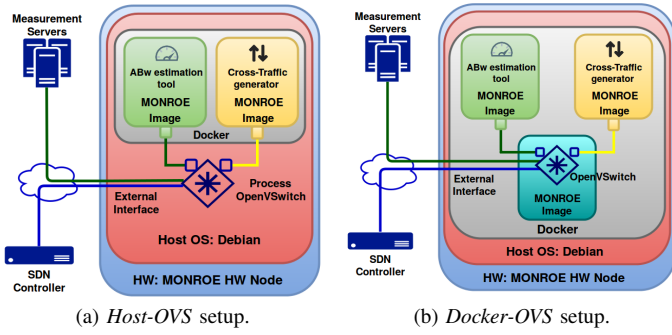 Measurement
Servers
ABw estimation
tool
MONROE
Image
Cross-Traffic
generator
MONROE
Image
Docker
External
Interface
Process
OpenVSwitch
Host OS: Debian
SDN
Controller
HW: MONROE HW Node
(a) Host-OVS setup.
Measurement
Servers
ABw estimation
tool
MONROE
Image
Cross-Traffic
generator
MONROE
Image
External
Interface
OpenVSwitch
MONROE
Image
Docker
Host OS: Debian
SDN
Controller
HW: MONROE HW Node
(b) Docker-OVS setup.